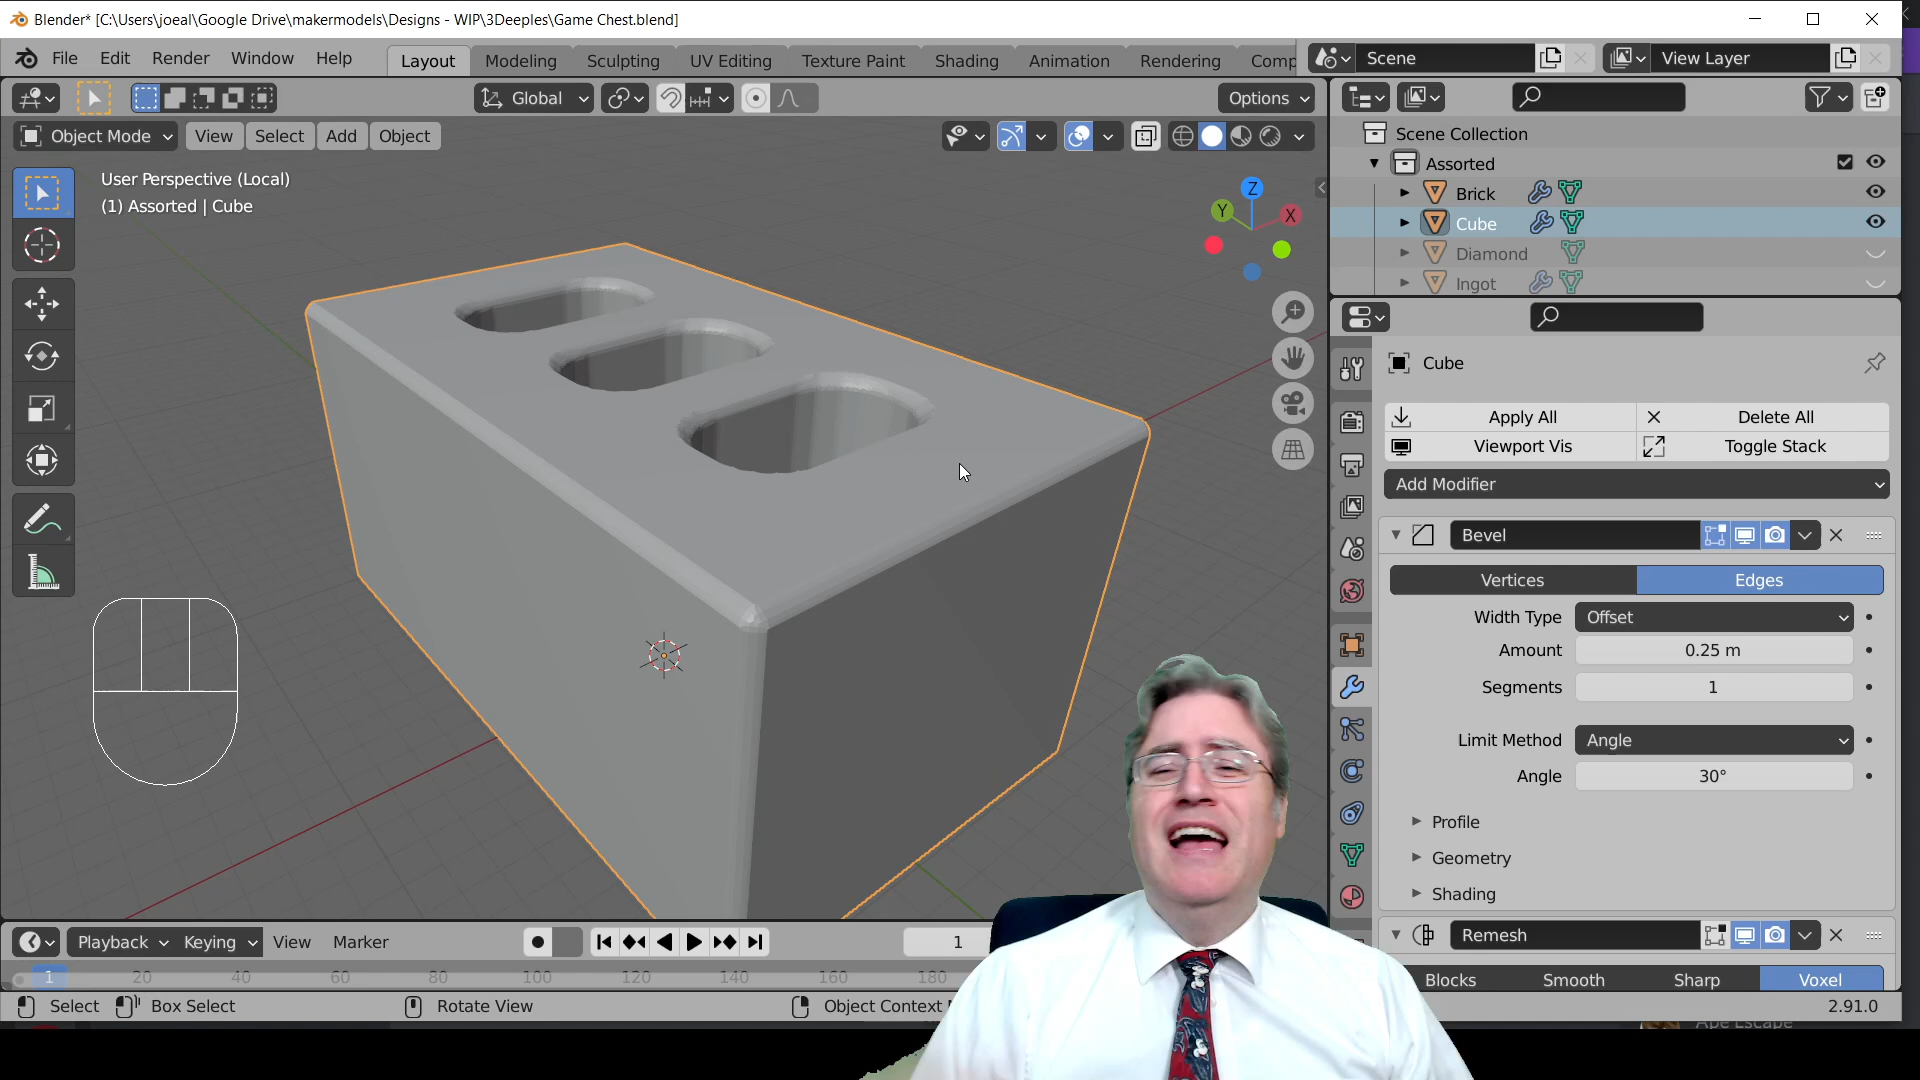 Blender* [C:\Users\joeal\Google Drive\makermodels\Designs - WIP\3Deeples\Game Chest.blend]
File Edit Render Window Help Layout Modeling Sculpting UV Editing Texture Paint Shading Animation Rendering Comp Scene View Layer
Global Options
Object Mode View Select Add Object
User Perspective (Local)
(1) Assorted | Cube
Z
Y
X
Scene Collection
Assorted
Brick
Cube
Diamond
Ingot
Cube
Apply All Delete All
Viewport Vis Toggle Stack
Add Modifier
Bevel
Vertices Edges
Width Type Offset
Amount 0.25 m
Segments 1
Limit Method Angle
Angle 30°
Profile
Geometry
Shading
Remesh
Blocks Smooth Sharp Voxel
Playback Keying View Marker 1
1 20 40 60 80 100 120 140 160 180
Select Box Select Rotate View Object Context 2.91.0
Ape Escape